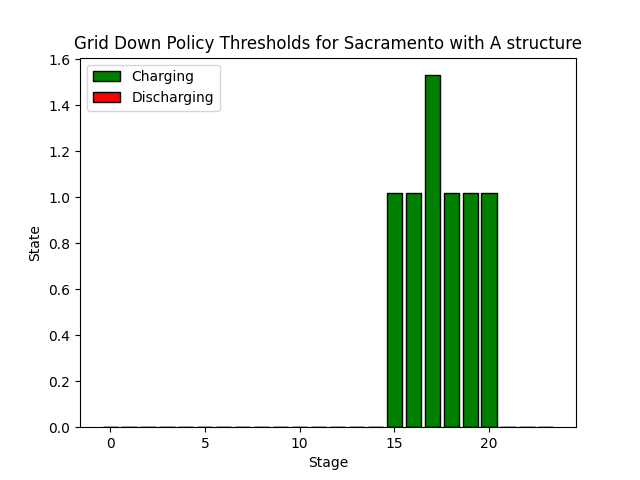 Grid Down Policy Thresholds for Sacramento with A structure
1.6
1.4
1.2
1.0
0.8
0.6
0.4
0.2
0.0
State
Charging
Discharging
0 5 10 15 20
Stage